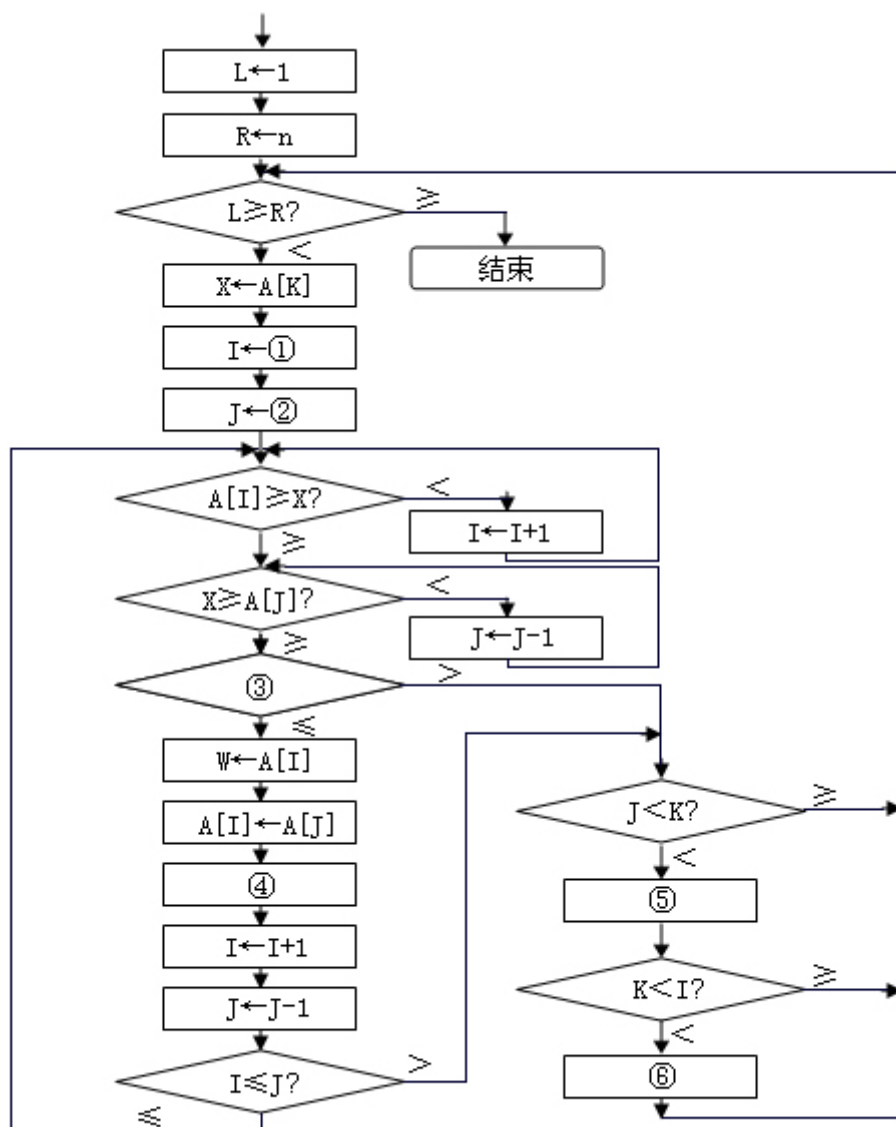 L←1
R←n
L≥R?
≥
<
结束
X←A[K]
I←①
J←②
A[I]≥X?
<
I←I+1
≥
X≥A[J]?
<
J←J-1
≥
③
>
≤
W←A[I]
A[I]←A[J]
④
I←I+1
J←J-1
I≤J?
>
≤
J<K?
≥
<
⑤
K<I?
≥
<
⑥